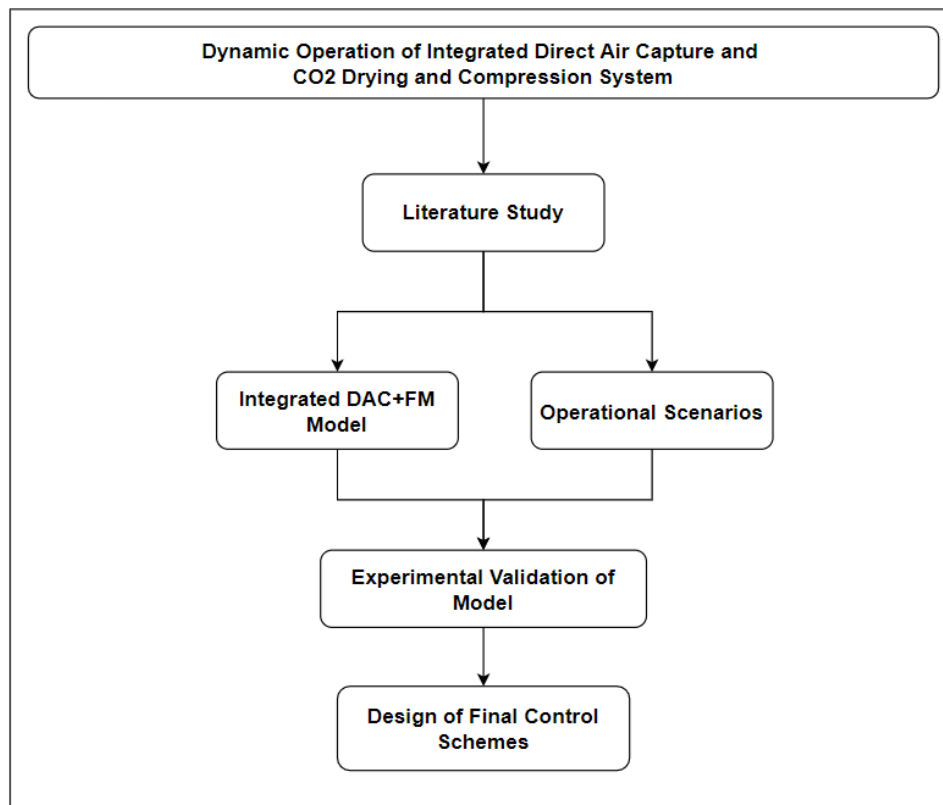 Dynamic Operation of Integrated Direct Air Capture and
CO2 Drying and Compression System
Literature Study
Integrated DAC+FM
Model
Operational Scenarios
Experimental Validation of
Model
Design of Final Control
Schemes